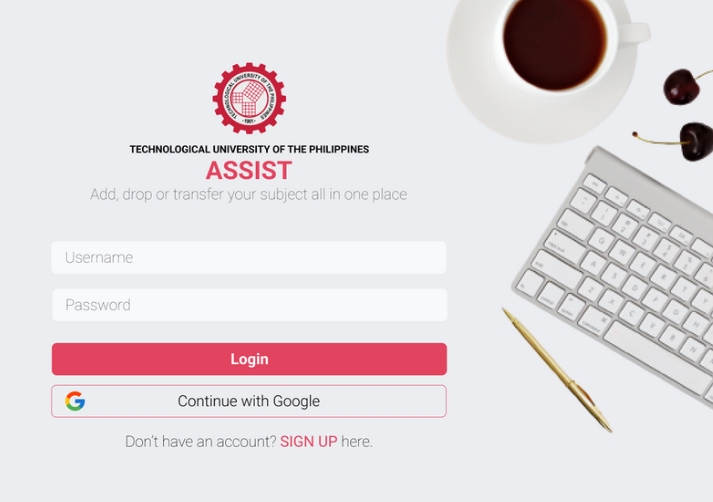 TECHNOLOGICAL UNIVERSITY OF THE PHILIPPINES
· 1901 ·
TECHNOLOGICAL UNIVERSITY OF THE PHILIPPINES
ASSIST
Add, drop or transfer your subject all in one place
Username
Password
Login
Continue with Google
Don't have an account? SIGN UP here.